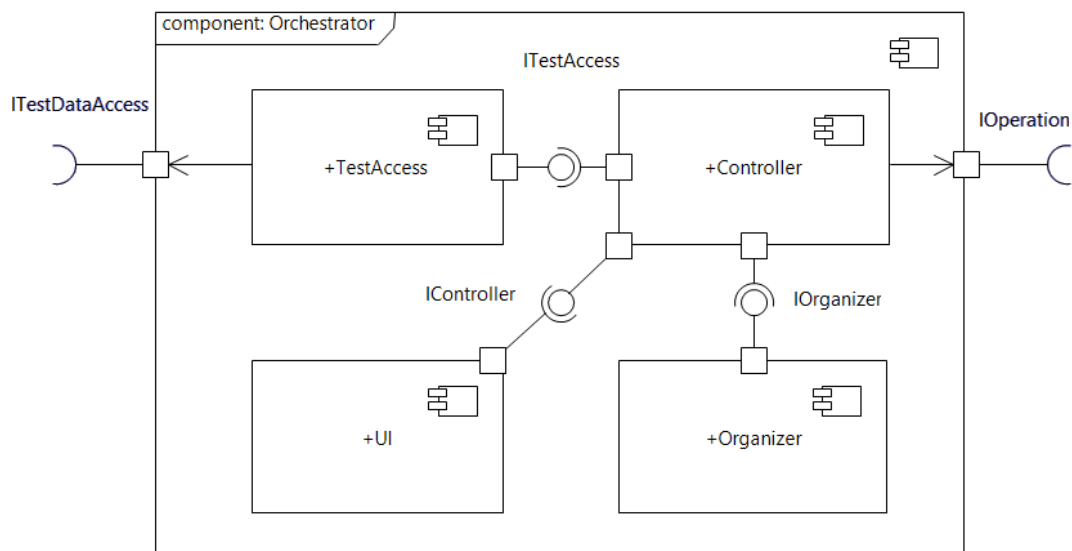 component: Orchestrator
ITestAccess
ITestDataAccess
IOperation
+TestAccess
+Controller
IController
IOrganizer
+UI
+Organizer